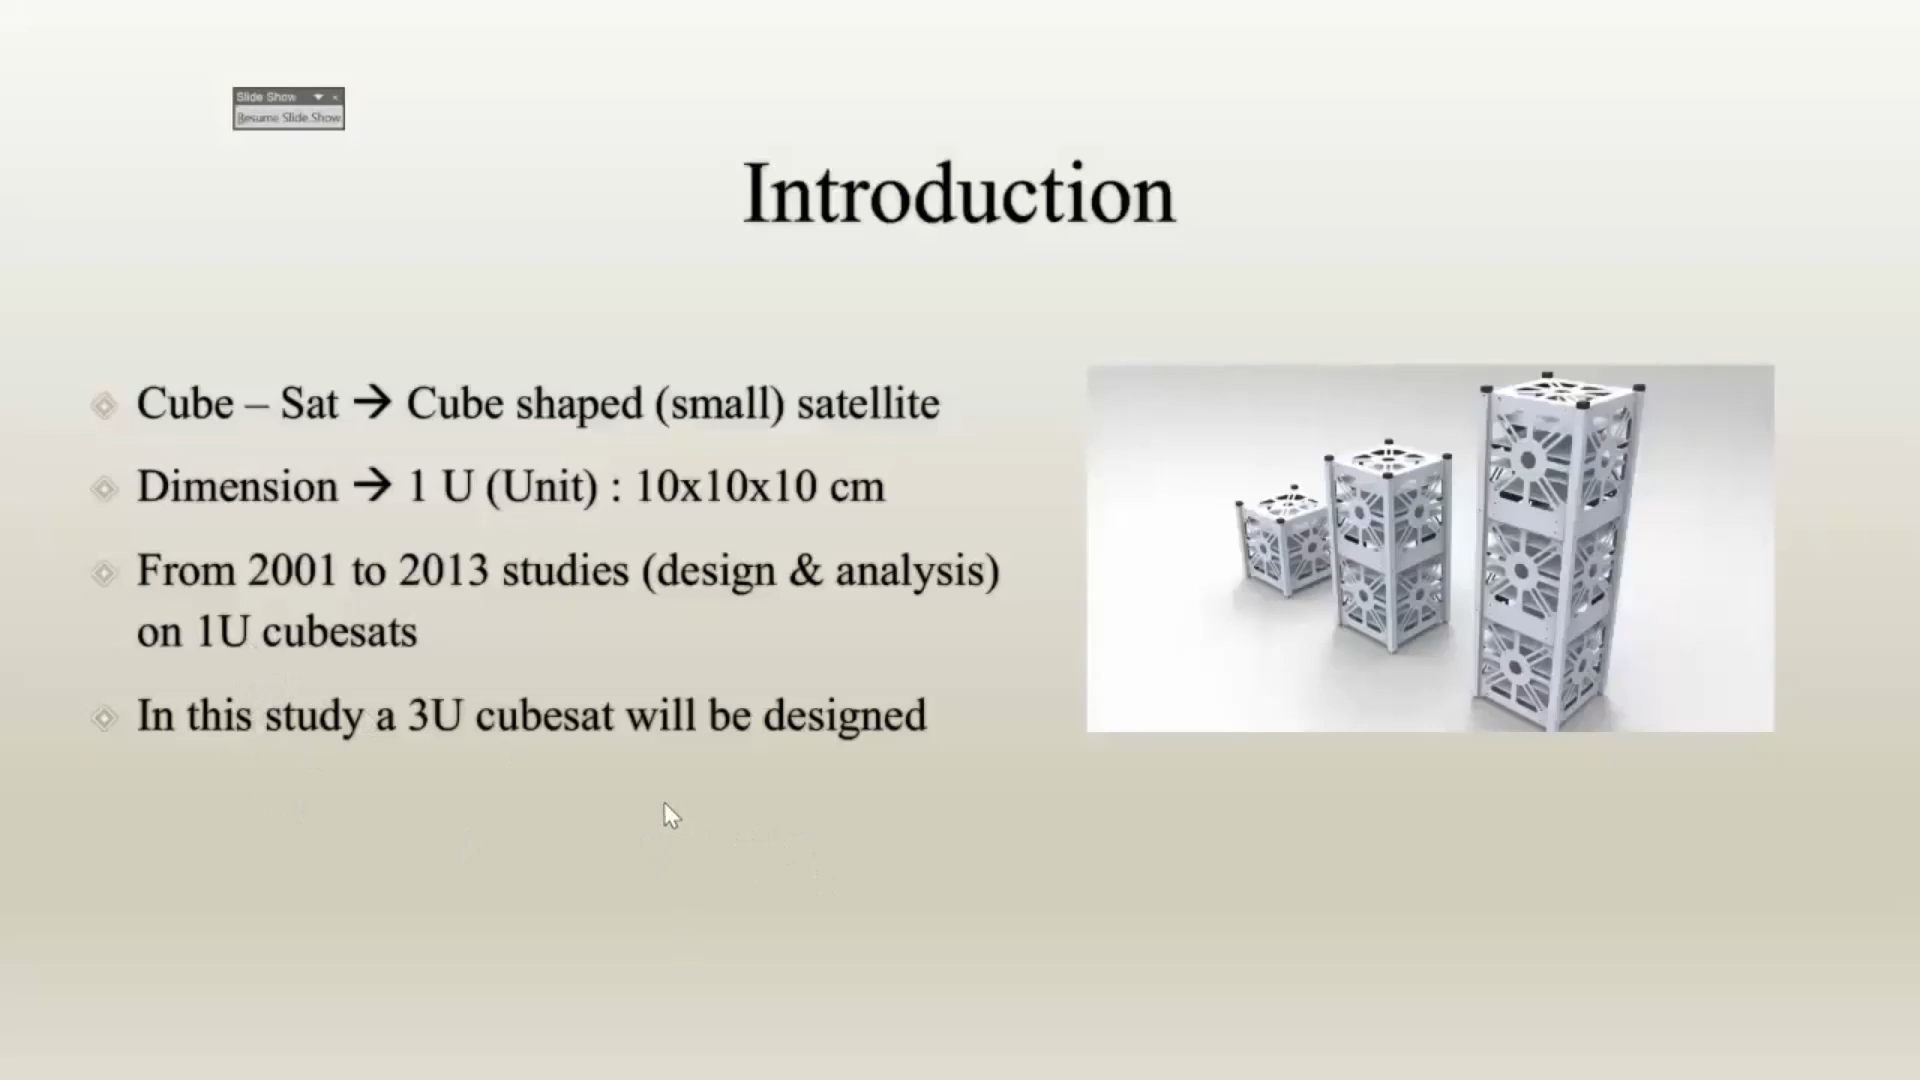 Slide Show
Resume Slide Show
Introduction
Cube – Sat → Cube shaped (small) satellite
Dimension → 1 U (Unit) : 10x10x10 cm
From 2001 to 2013 studies (design & analysis)
on 1U cubesats
In this study a 3U cubesat will be designed